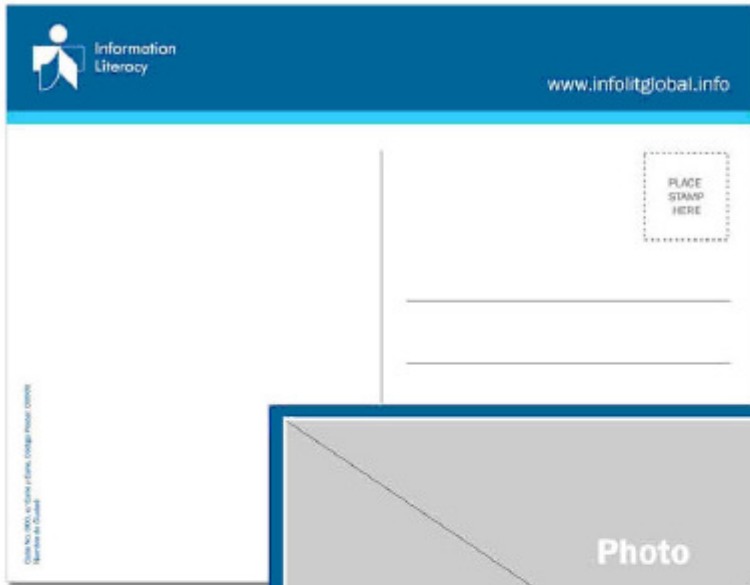 Information
Literacy
www.infolitglobal.info
PLACE
STAMP
HERE
Photo